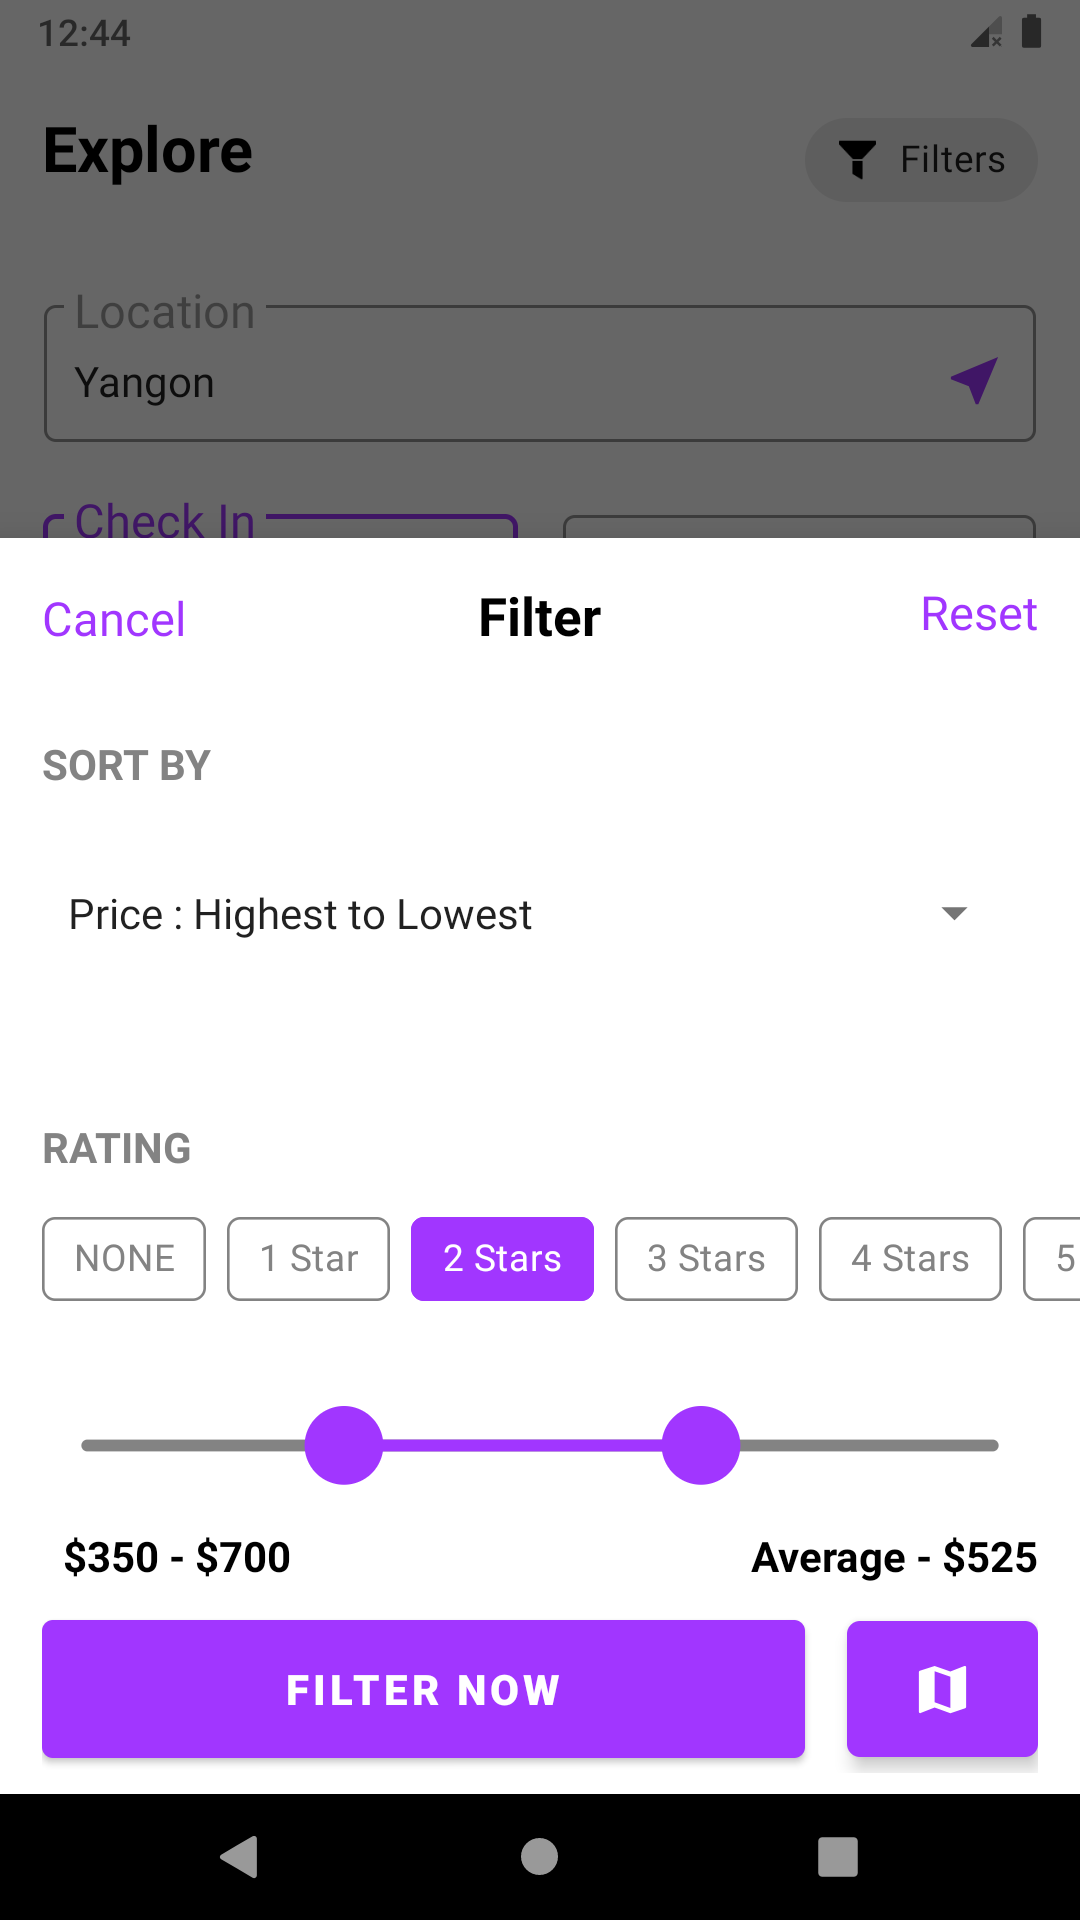 12:44
Explore
Filters
Location
Yangon
Check In
Cancel
Filter
Reset
SORT BY
Price : Highest to Lowest
RATING
NONE
1 Star
2 Stars
3 Stars
4 Stars
5
$350 - $700
Average - $525
FILTER NOW